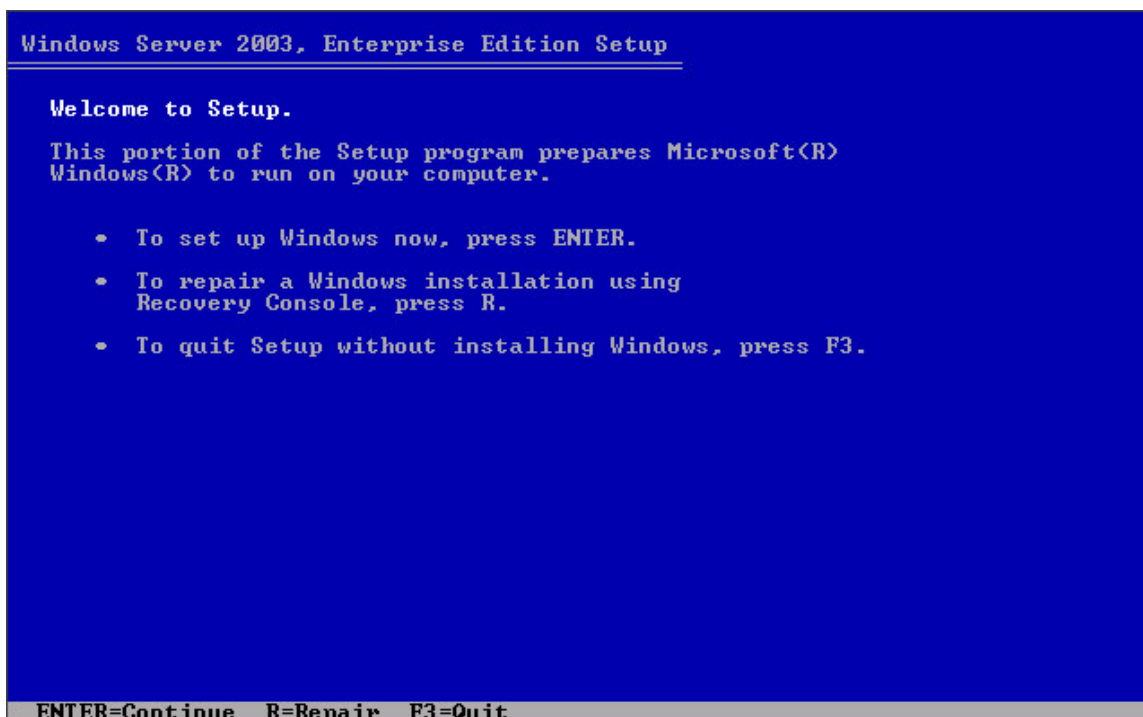 Windows Server 2003, Enterprise Edition Setup
Welcome to Setup.
This portion of the Setup program prepares Microsoft(R)
Windows(R) to run on your computer.
• To set up Windows now, press ENTER.
• To repair a Windows installation using
Recovery Console, press R.
• To quit Setup without installing Windows, press F3.
ENTER=Continue R=Repair F3=Quit